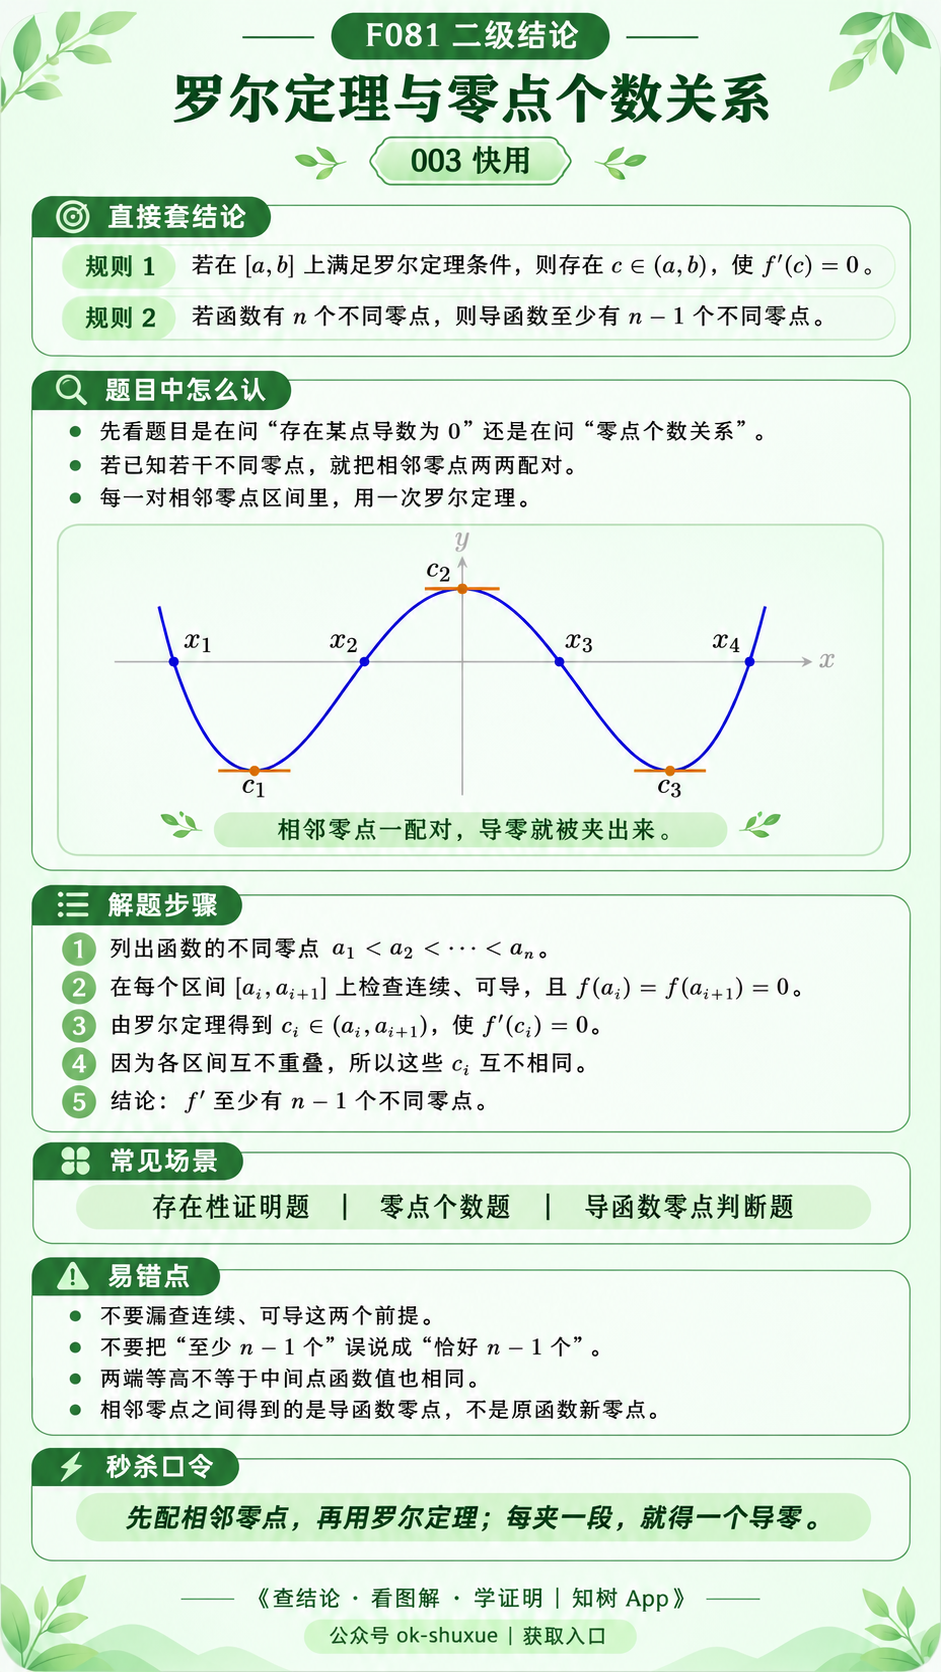 F081 二级结论
罗尔定理与零点个数关系
003 快用
直接套结论
规则 1 若在 [a, b] 上满足罗尔定理条件，则存在 c ∈ (a, b)，使 f′(c) = 0。
规则 2 若函数有 n 个不同零点，则导函数至少有 n − 1 个不同零点。
题目中怎么认
先看题目是在问“存在某点导数为 0”还是在问“零点个数关系”。
若已知若干不同零点，就把相邻零点两两配对。
每一对相邻零点区间里，用一次罗尔定理。
y
c₂
x₁ x₂ x₃ x₄ x
c₁ c₃
相邻零点一配对，导零就被夹出来。
解题步骤
1 列出函数的不同零点 a₁ < a₂ < ⋯ < aₙ。
2 在每个区间 [aᵢ, aᵢ₊₁] 上检查连续、可导，且 f(aᵢ) = f(aᵢ₊₁) = 0。
3 由罗尔定理得到 cᵢ ∈ (aᵢ, aᵢ₊₁)，使 f′(cᵢ) = 0。
4 因为各区间互不重叠，所以这些 cᵢ 互不相同。
5 结论：f′ 至少有 n − 1 个不同零点。
常见场景
存在性证明题 | 零点个数题 | 导函数零点判断题
易错点
不要漏查连续、可导这两个前提。
不要把“至少 n − 1 个”误说成“恰好 n − 1 个”。
两端等高不等于中间点函数值也相同。
相邻零点之间得到的是导函数零点，不是原函数新零点。
秒杀口令
先配相邻零点，再用罗尔定理；每夹一段，就得一个导零。
《查结论 · 看图解 · 学证明 | 知树 App》
公众号 ok-shuxue | 获取入口